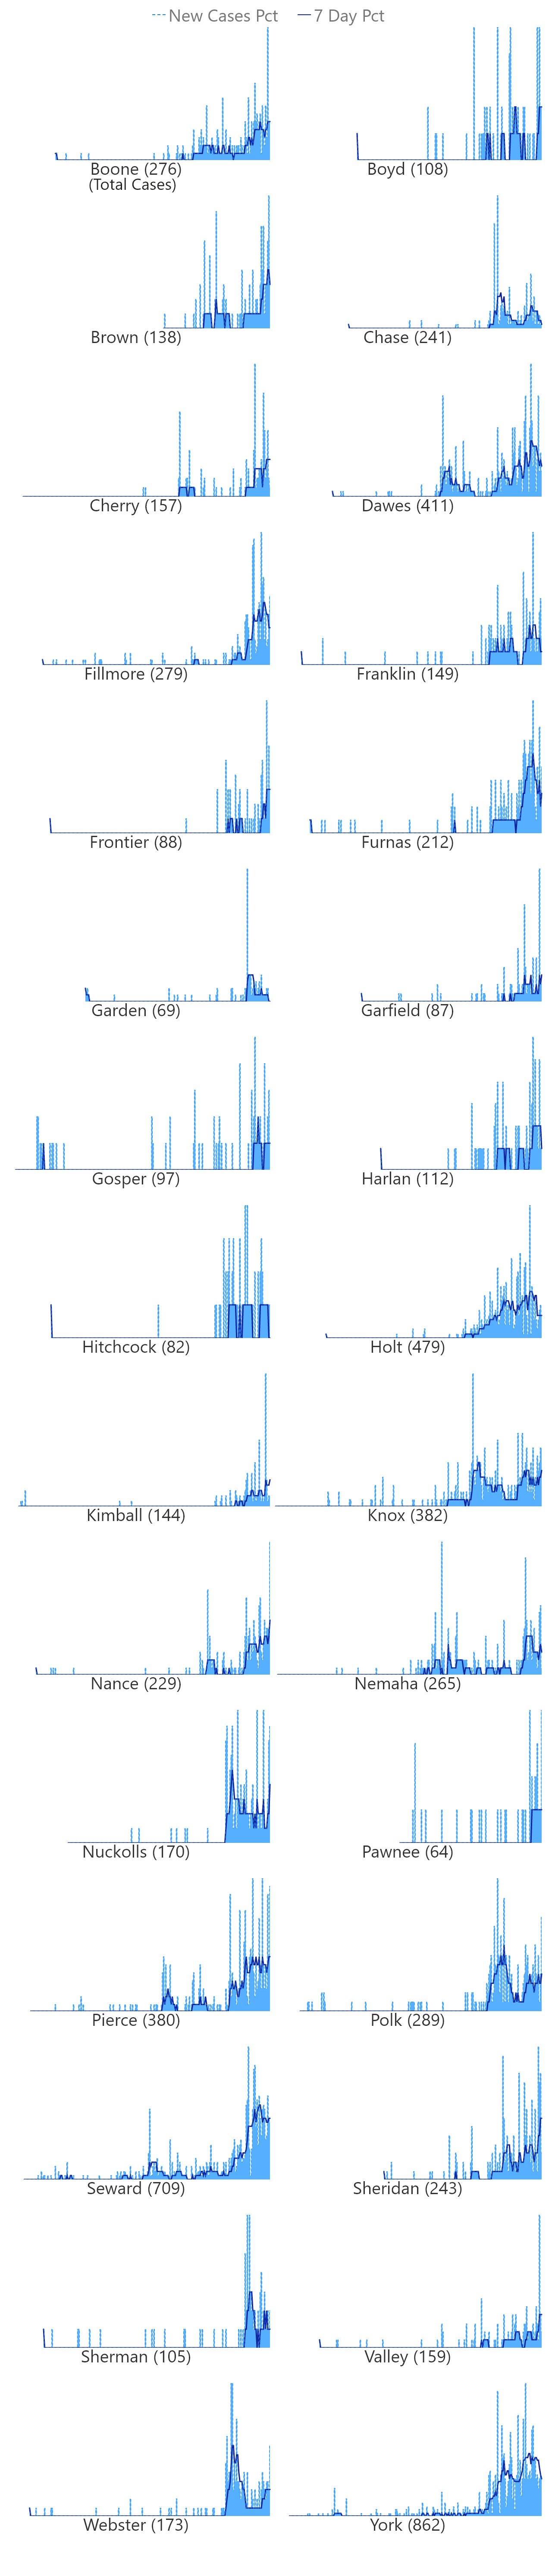 New Cases Pct 7 Day Pct
Boone (276) Boyd (108)
(Total Cases)
Brown (138) Chase (241)
Cherry (157) Dawes (411)
Fillmore (279) Franklin (149)
Frontier (88) Furnas (212)
Garden (69) Garfield (87)
Gosper (97) Harlan (112)
Hitchcock (82) Holt (479)
Kimball (144) Knox (382)
Nance (229) Nemaha (265)
Nuckolls (170) Pawnee (64)
Pierce (380) Polk (289)
Seward (709) Sheridan (243)
Sherman (105) Valley (159)
Webster (173) York (862)